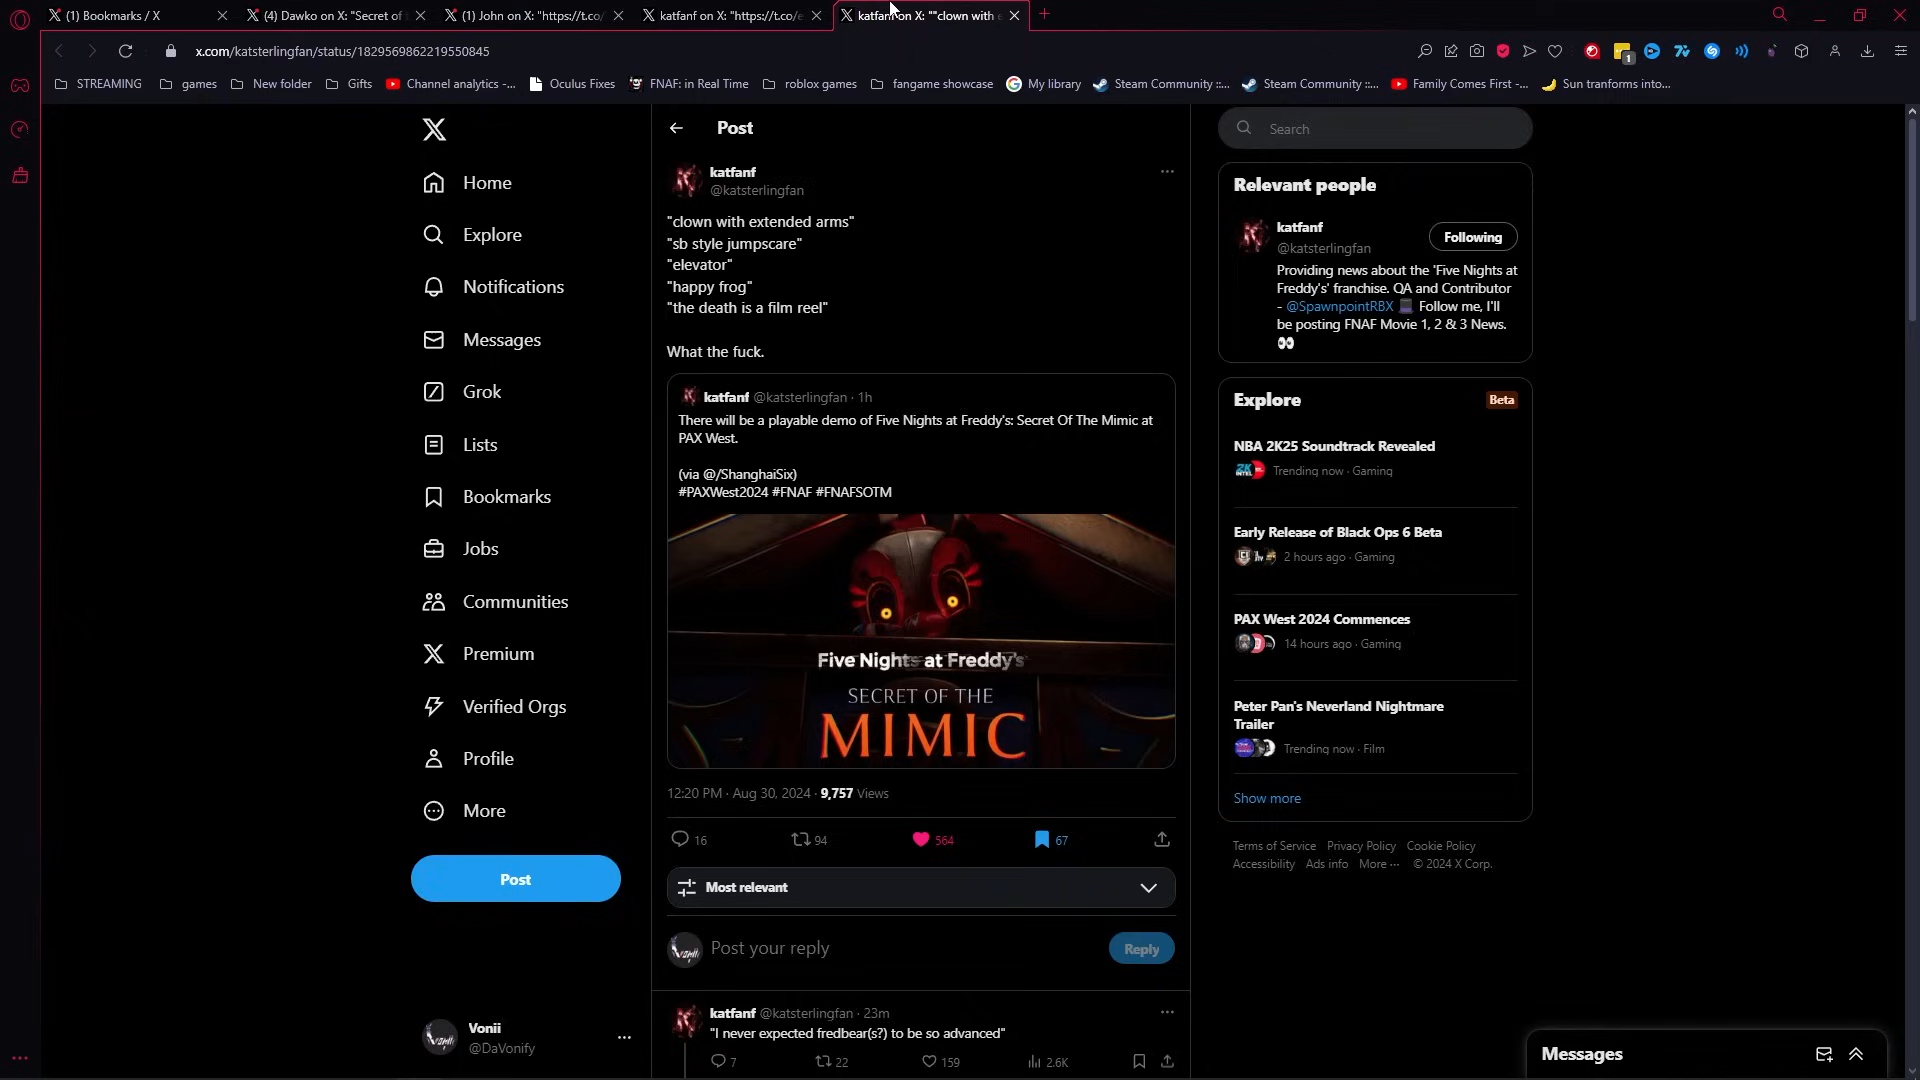 (1) Bookmarks / X
(4) Dawko on X: "Secret of
(1) John on X: "https://t.co/
katfanf on X: "https://t.co/e
katfanf on X: ""clown with e
x.com/katsterlingfan/status/1829569862219550845
1
STREAMING
games
New folder
Gifts
Channel analytics -...
Oculus Fixes
FNAF: in Real Time
roblox games
fangame showcase
My library
Steam Community ::...
Steam Community ::...
Family Comes First -...
Sun tranforms into...
Home
Explore
Notifications
Messages
Grok
Lists
Bookmarks
Jobs
Communities
Premium
Verified Orgs
Profile
More
Post
Vonii
@DaVonify
Post
katfanf
@katsterlingfan
"clown with extended arms"
"sb style jumpscare"
"elevator"
"happy frog"
"the death is a film reel"
What the fuck.
katfanf @katsterlingfan · 1h
There will be a playable demo of Five Nights at Freddy's: Secret Of The Mimic at
PAX West.
(via @/ShanghaiSix)
#PAXWest2024 #FNAF #FNAFSOTM
Five Nights at Freddy's
SECRET OF THE
MIMIC
12:20 PM · Aug 30, 2024 · 9,757 Views
16
94
564
67
Most relevant
Post your reply
Reply
katfanf @katsterlingfan · 23m
"I never expected fredbear(s?) to be so advanced"
7
22
159
2.6K
Search
Relevant people
katfanf
@katsterlingfan
Following
Providing news about the 'Five Nights at
Freddy's' franchise. QA and Contributor
- @SpawnpointRBX Follow me, I'll
be posting FNAF Movie 1, 2 & 3 News.
Explore
Beta
NBA 2K25 Soundtrack Revealed
Trending now · Gaming
Early Release of Black Ops 6 Beta
2 hours ago · Gaming
PAX West 2024 Commences
14 hours ago · Gaming
Peter Pan's Neverland Nightmare
Trailer
Trending now · Film
Show more
Terms of Service Privacy Policy Cookie Policy
Accessibility Ads info More ··· © 2024 X Corp.
Messages